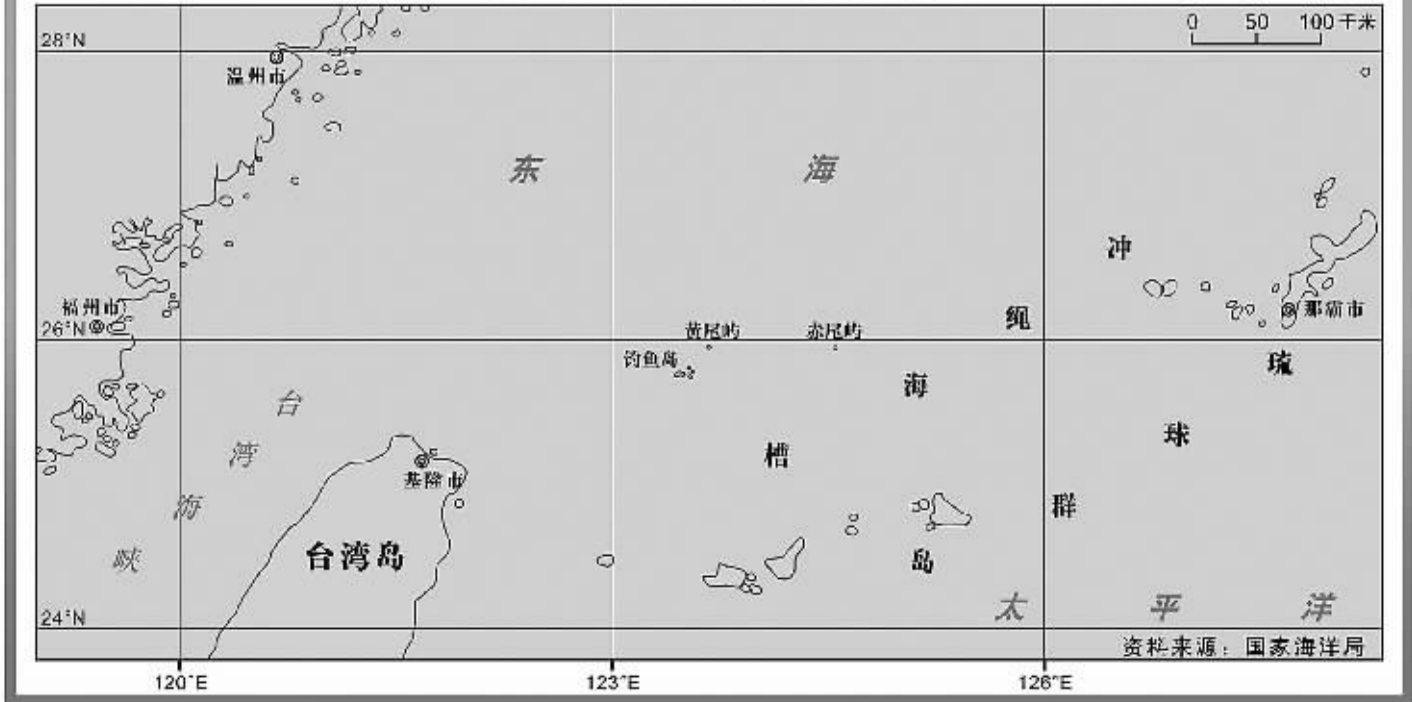 0 50 100千米
28°N
温州市
东 海
冲
福州市
那霸市
绳
26°N
黄尾屿 赤尾屿
钓鱼岛
琉
海
台
球
湾
槽
基隆市
海
群
峡
台湾岛
岛
太 平 洋
24°N
资料来源：国家海洋局
120°E 123°E 126°E